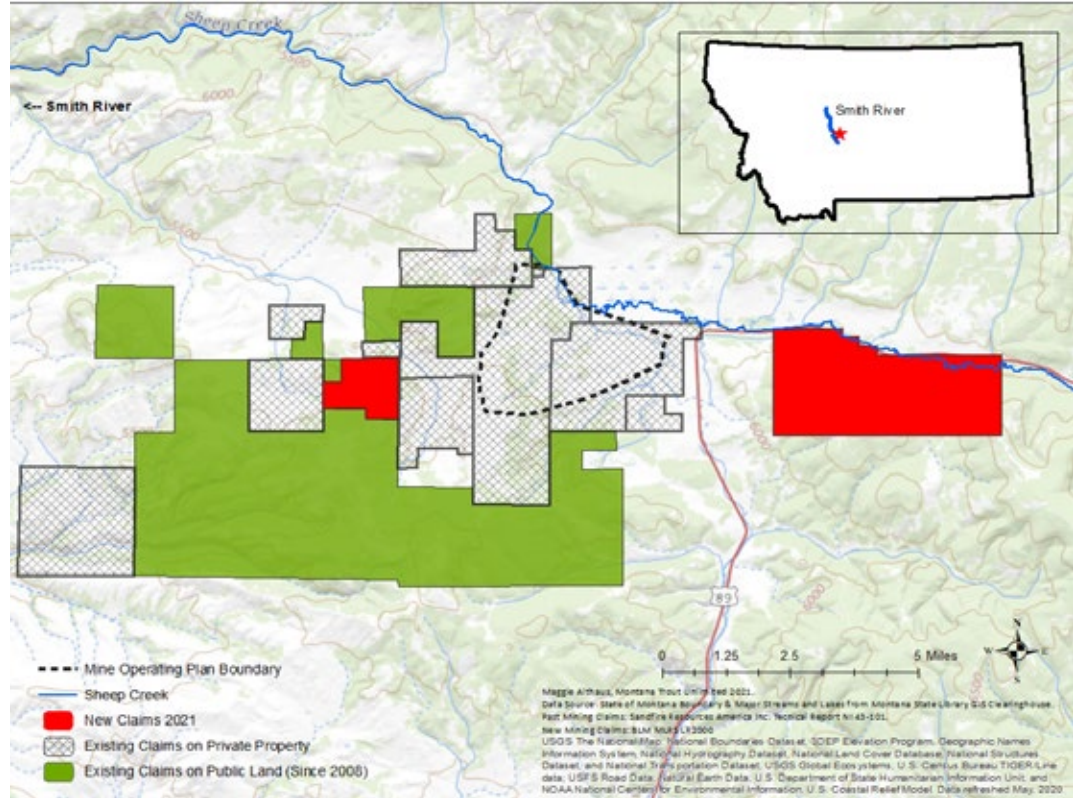 Sheep Creek
6000
<-- Smith River
Smith River
5500
6000
6000
89
6000
N
W E
S
0 1.25 2.5 5 Miles
Mine Operating Plan Boundary
Sheep Creek
New Claims 2021
Existing Claims on Private Property
Existing Claims on Public Land (Since 2008)
Maggie Althaus, Montana Trout Unlimited 2021.
Data Source: State of Montana Boundary & Major Streams and Lakes from Montana State Library GIS Clearinghouse.
Past Mining Claims: Sandfire Resources America Inc. Technical Report NI 43-101.
New Mining Claims: BLM MLRS LR2000
USGS The National Map: National Boundaries Dataset, 3DEP Elevation Program, Geographic Names
Information System, National Hydrography Dataset, National Land Cover Database, National Structures
Dataset, and National Transportation Dataset; USGS Global Ecosystems; U.S. Census Bureau TIGER/Line
data; USFS Road Data; Natural Earth Data; U.S. Department of State Humanitarian Information Unit; and
NOAA National Centers for Environmental Information, U.S. Coastal Relief Model. Data refreshed May, 2020